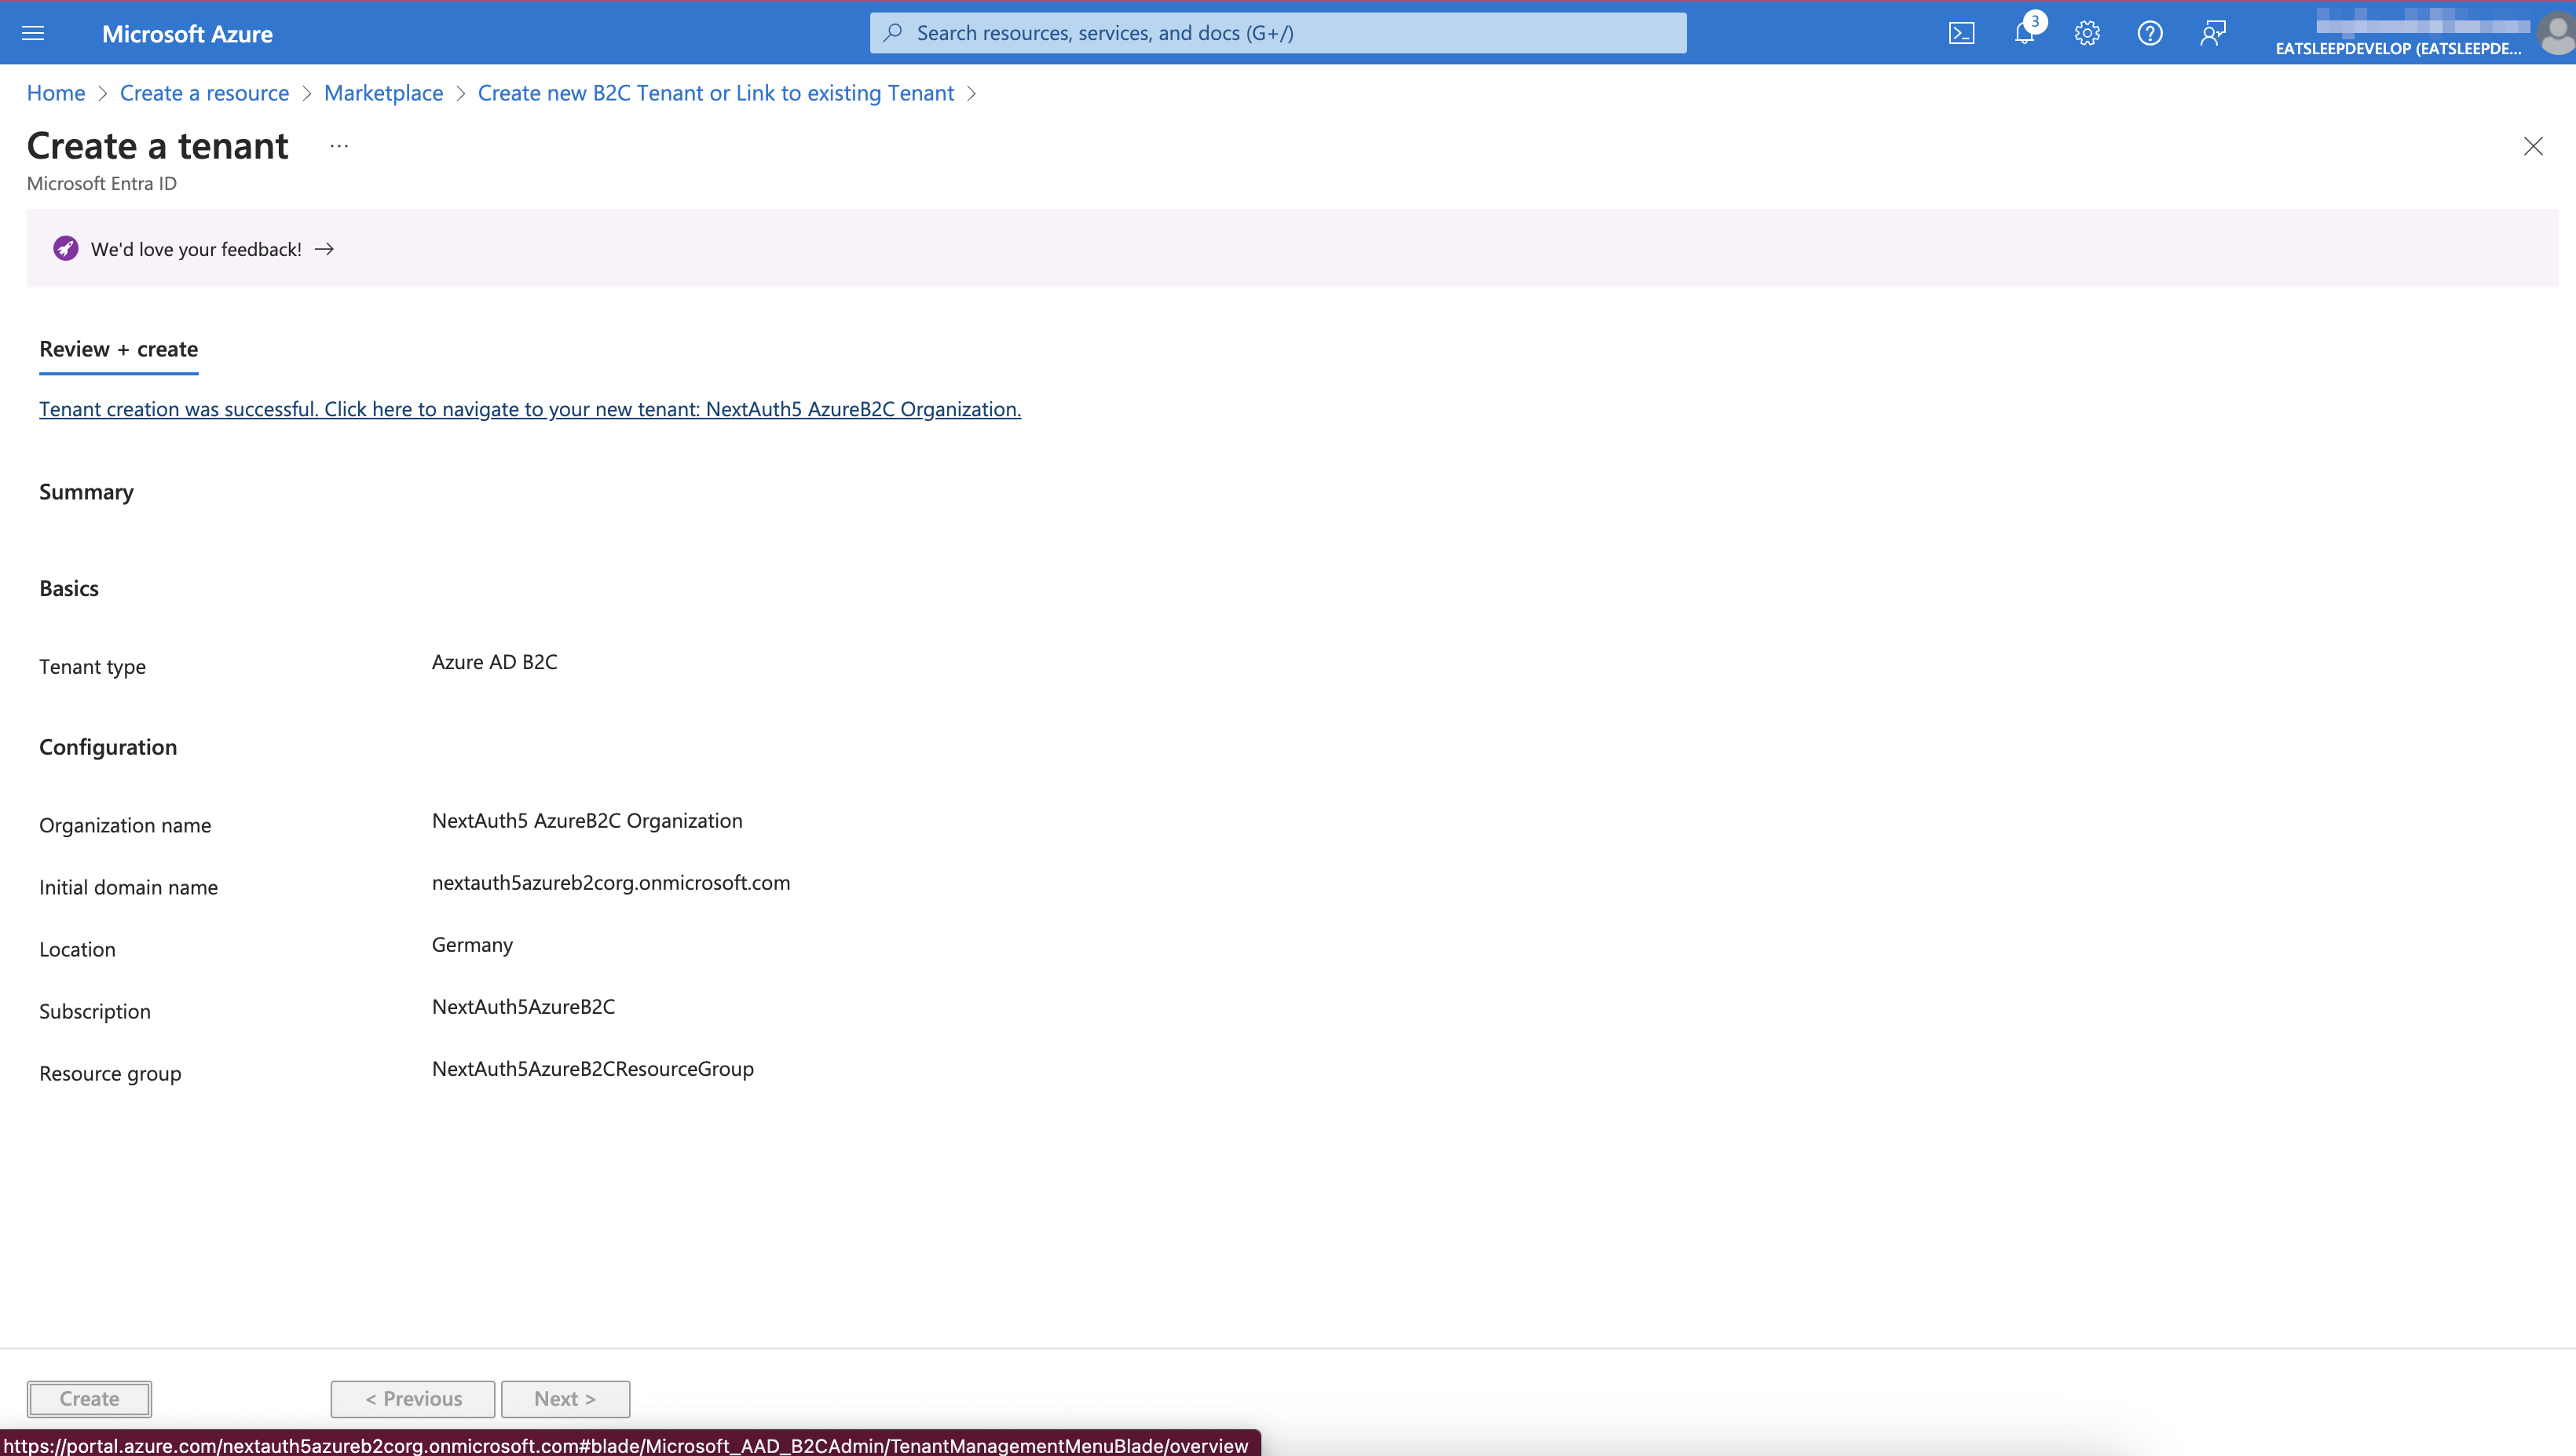 Microsoft Azure
Search resources, services, and docs (G+/)
3
EATSLEEPDEVELOP (EATSLEEPDE...
Home > Create a resource > Marketplace > Create new B2C Tenant or Link to existing Tenant >
Create a tenant ...
Microsoft Entra ID
We'd love your feedback! →
Review + create
Tenant creation was successful. Click here to navigate to your new tenant: NextAuth5 AzureB2C Organization.
Summary
Basics
Tenant type Azure AD B2C
Configuration
Organization name NextAuth5 AzureB2C Organization
Initial domain name nextauth5azureb2corg.onmicrosoft.com
Location Germany
Subscription NextAuth5AzureB2C
Resource group NextAuth5AzureB2CResourceGroup
Create < Previous Next >
https://portal.azure.com/nextauth5azureb2corg.onmicrosoft.com#blade/Microsoft_AAD_B2CAdmin/TenantManagementMenuBlade/overview